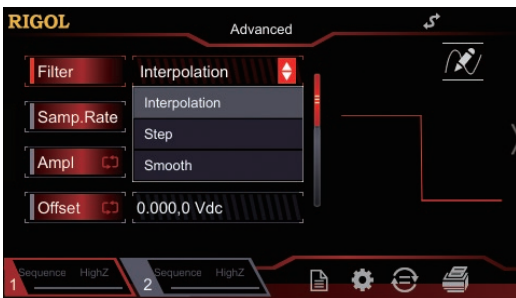 RIGOL
Advanced
Filter Interpolation
Interpolation
Samp.Rate
Step
Ampl
Smooth
Offset 0.000,0 Vdc
1 Sequence HighZ
2 Sequence HighZ